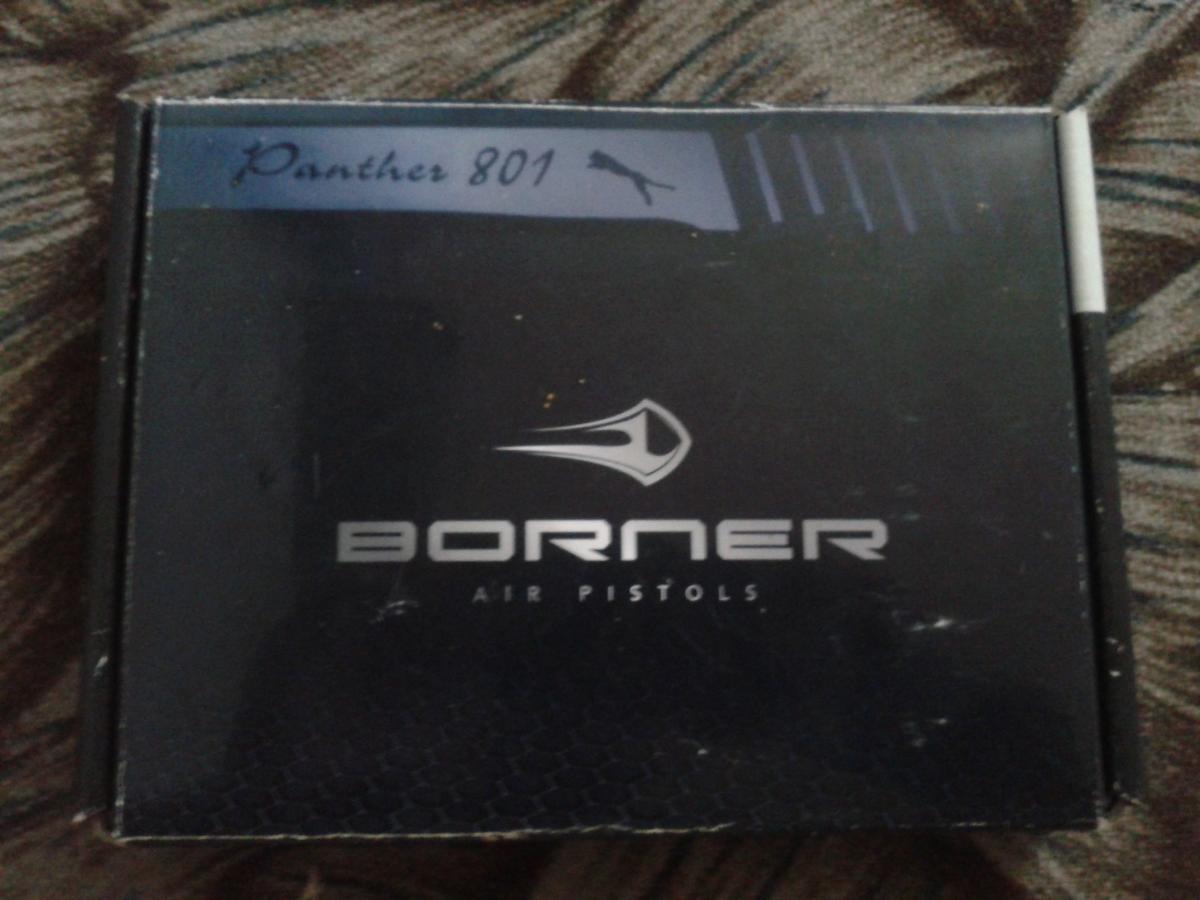 Panther 801
BORNER
AIR PISTOLS